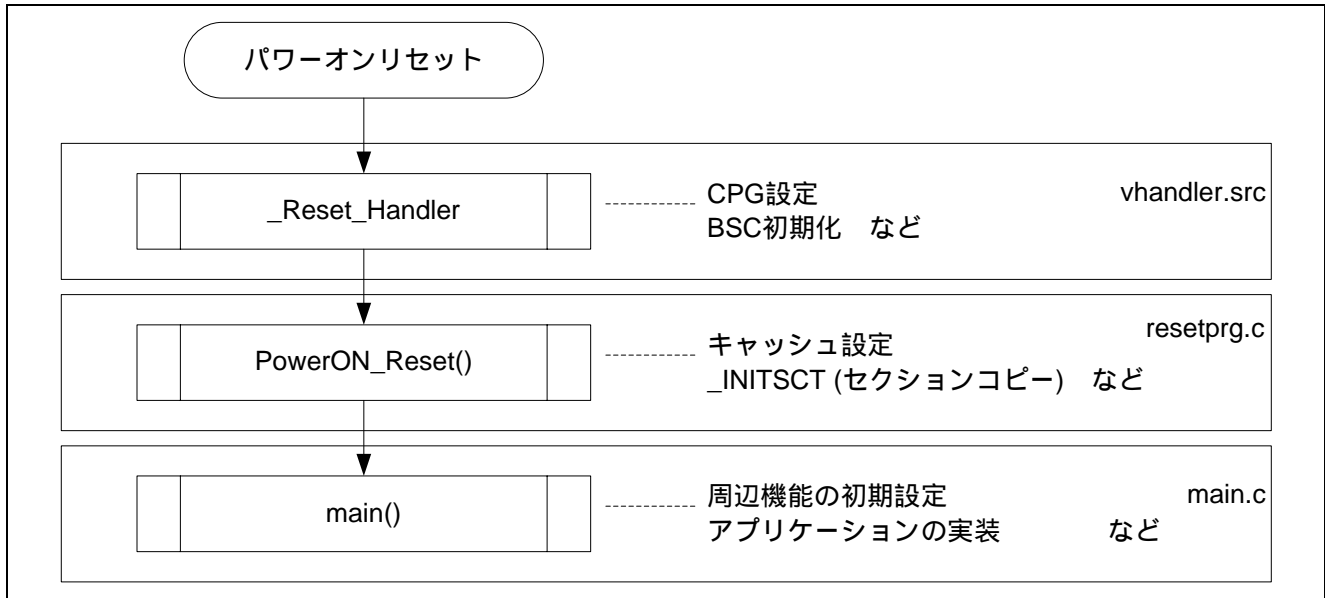 パワーオンリセット
_Reset_Handler
CPG設定
BSC初期化　など
vhandler.src
PowerON_Reset()
キャッシュ設定
_INITSCT (セクションコピー)　など
resetprg.c
main()
周辺機能の初期設定
アプリケーションの実装　　　　など
main.c